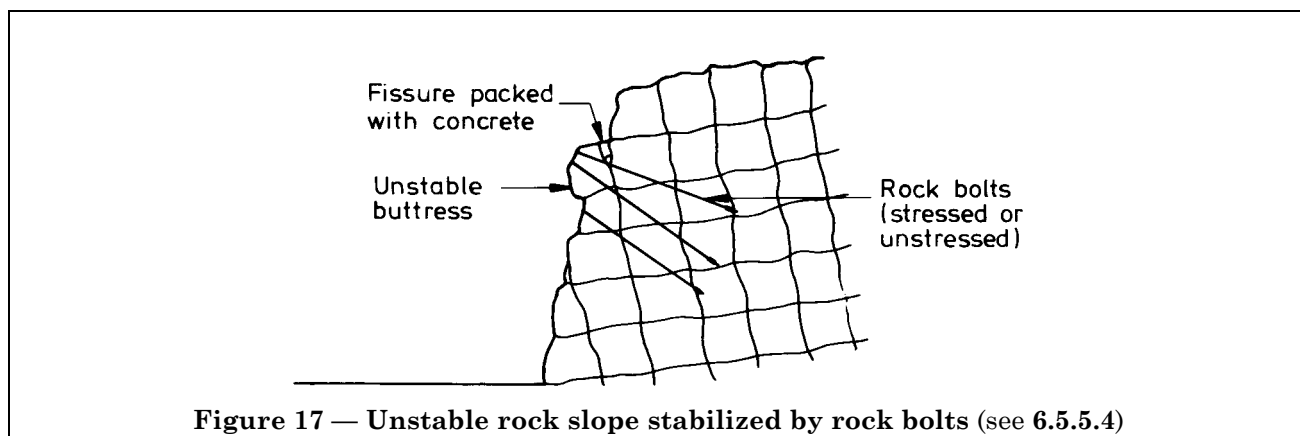 Fissure packed
with concrete
Unstable
buttress
Rock bolts
(stressed or
unstressed)
Figure 17 — Unstable rock slope stabilized by rock bolts (see 6.5.5.4)